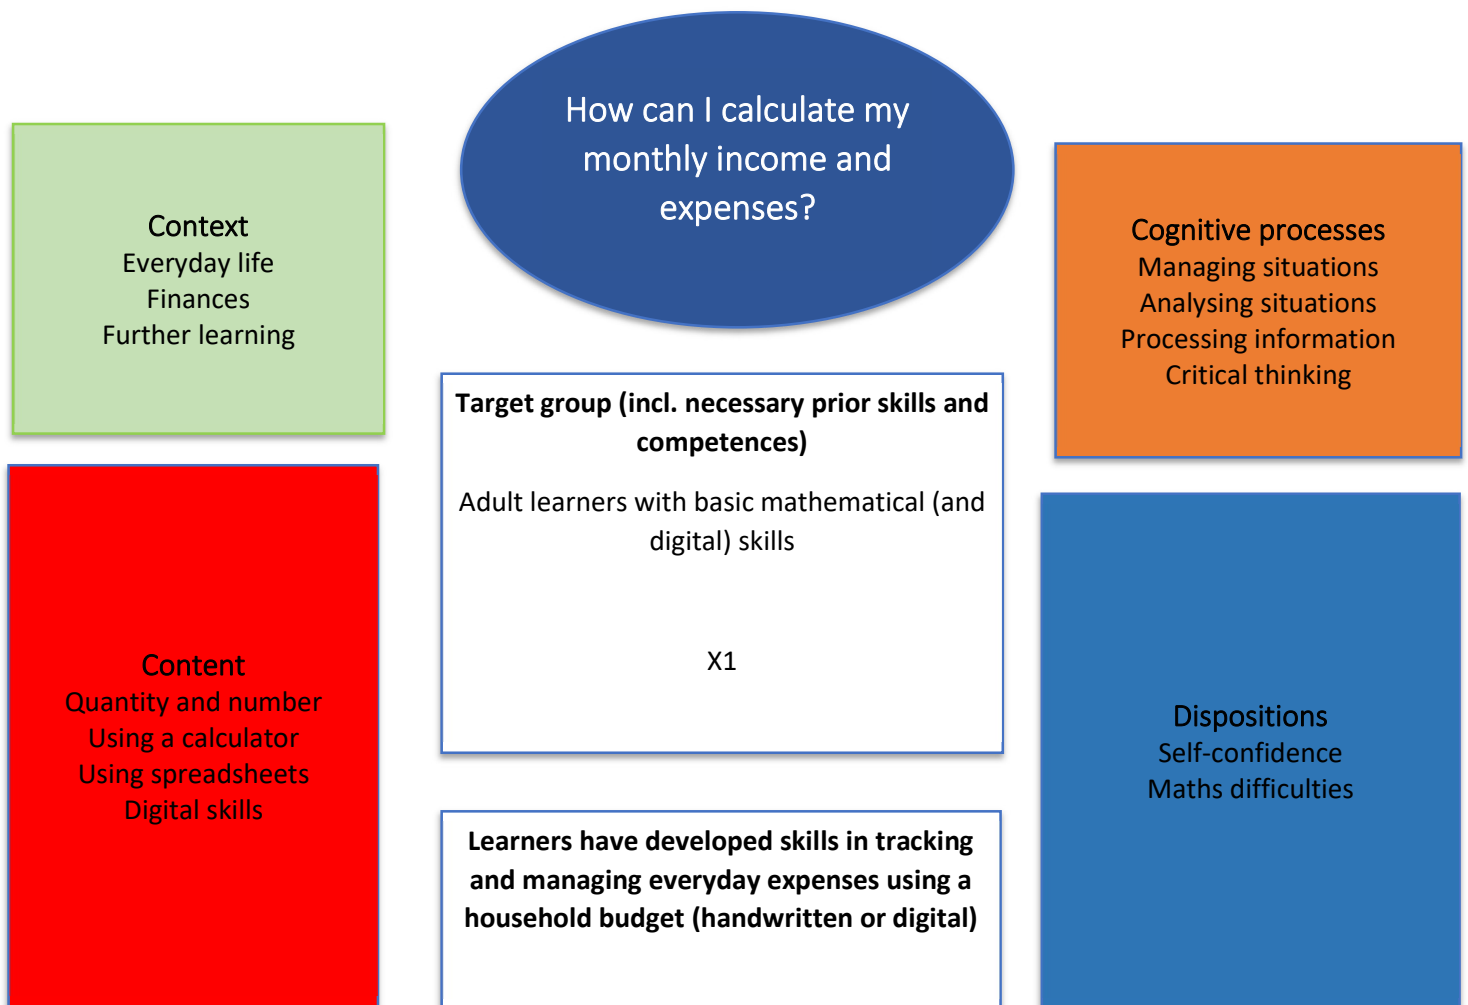 How can I calculate my
monthly income and
expenses?
Context
Everyday life
Finances
Further learning
Cognitive processes
Managing situations
Analysing situations
Processing information
Critical thinking
Target group (incl. necessary prior skills and
competences)
Adult learners with basic mathematical (and
digital) skills
X1
Content
Quantity and number
Using a calculator
Using spreadsheets
Digital skills
Dispositions
Self-confidence
Maths difficulties
Learners have developed skills in tracking
and managing everyday expenses using a
household budget (handwritten or digital)